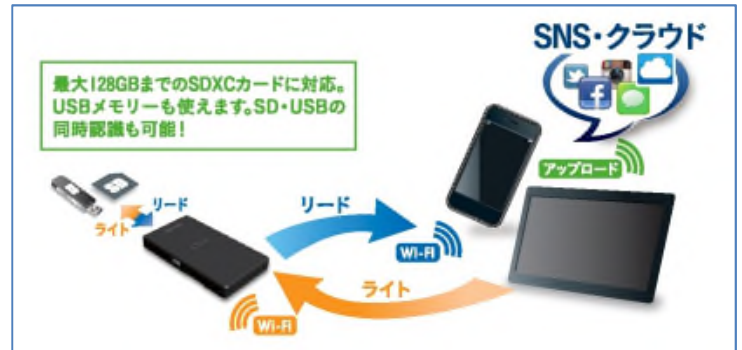 SNS・クラウド
最大128GBまでのSDXCカードに対応。
USBメモリーも使えます。SD・USBの
同時認識も可能!
アップロード
リード
ライト
リード
Wi-Fi
ライト
Wi-Fi